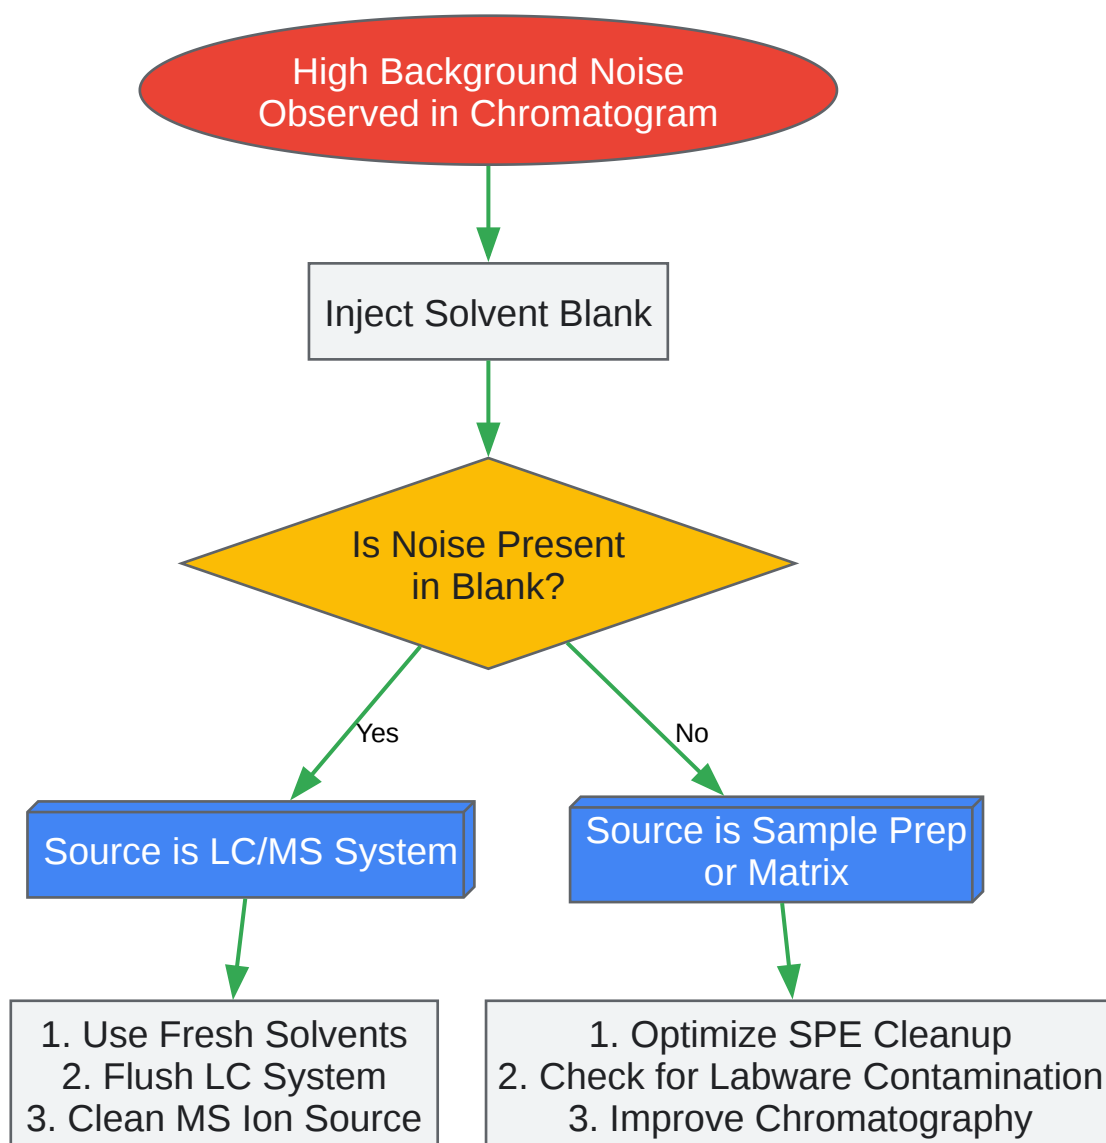 High Background Noise
Observed in Chromatogram
Inject Solvent Blank
Is Noise Present
in Blank?
Yes
No
Source is LC/MS System
Source is Sample Prep
or Matrix
1. Use Fresh Solvents
2. Flush LC System
3. Clean MS Ion Source
1. Optimize SPE Cleanup
2. Check for Labware Contamination
3. Improve Chromatography